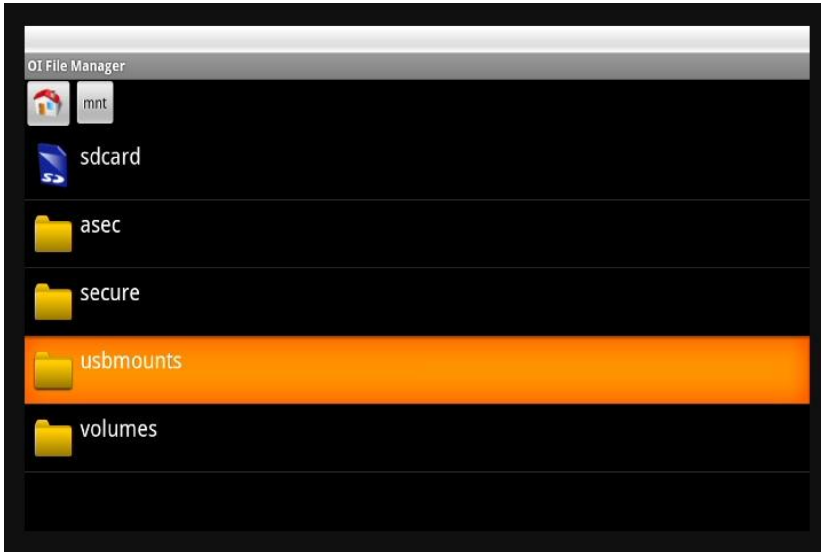 OI File Manager
mnt
sdcard
asec
secure
usbmounts
volumes